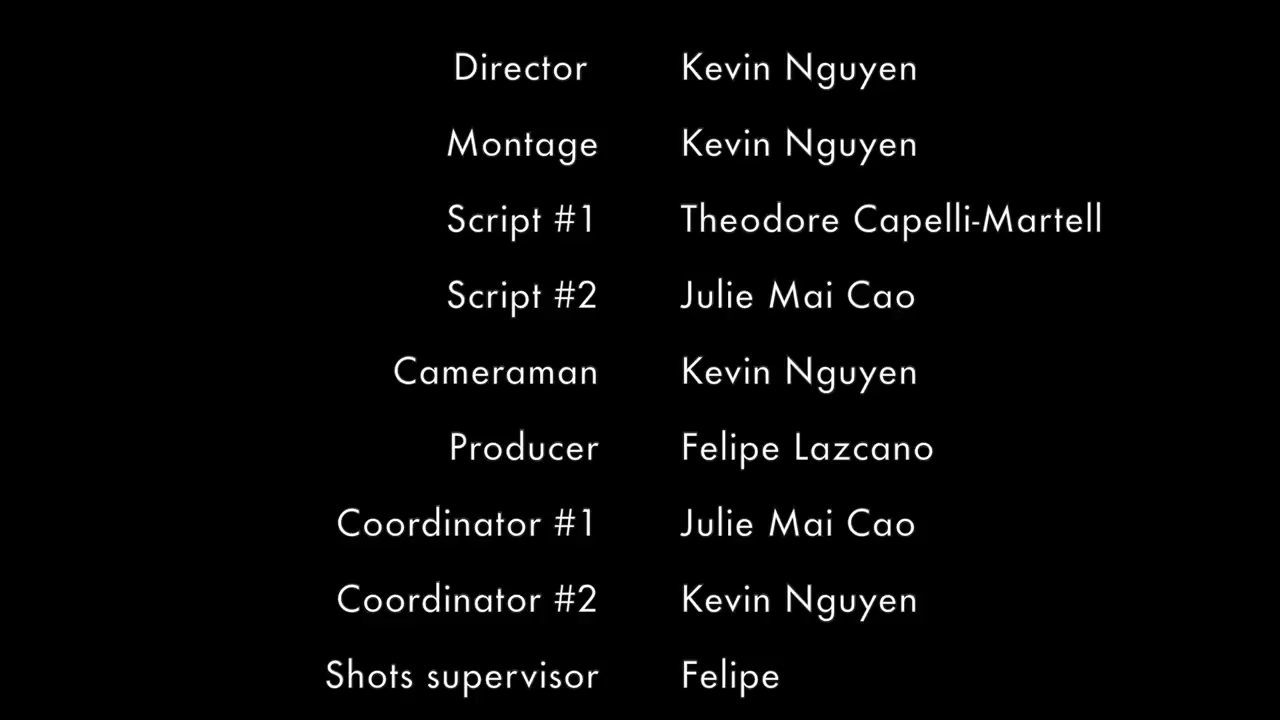 Director Kevin Nguyen
Montage Kevin Nguyen
Script #1 Theodore Capelli-Martell
Script #2 Julie Mai Cao
Cameraman Kevin Nguyen
Producer Felipe Lazcano
Coordinator #1 Julie Mai Cao
Coordinator #2 Kevin Nguyen
Shots supervisor Felipe